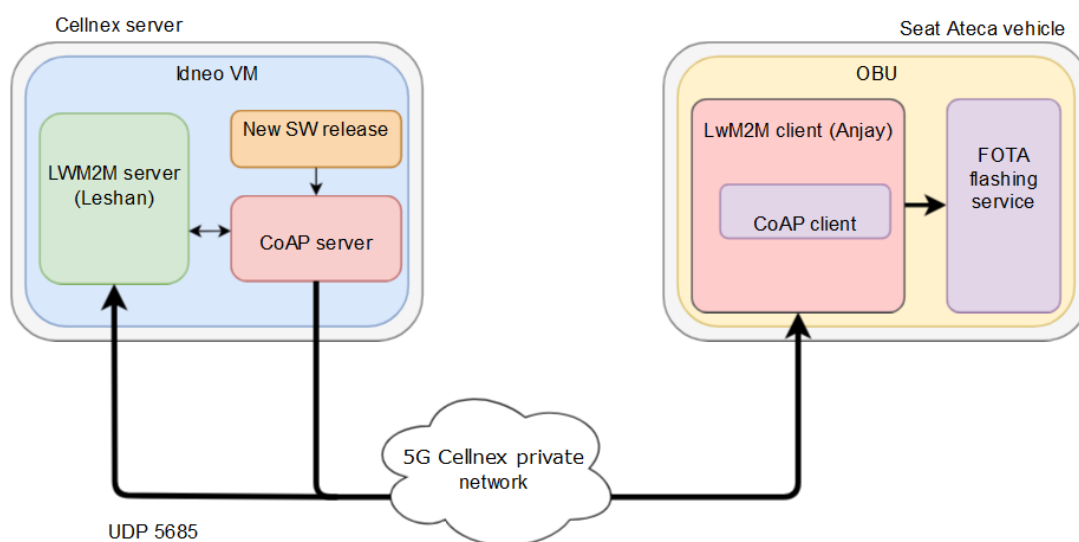 Cellnex server
Idneo VM
New SW release
LWM2M server
(Leshan)
CoAP server
Seat Ateca vehicle
OBU
LwM2M client (Anjay)
CoAP client
FOTA
flashing
service
5G Cellnex private
network
UDP 5685